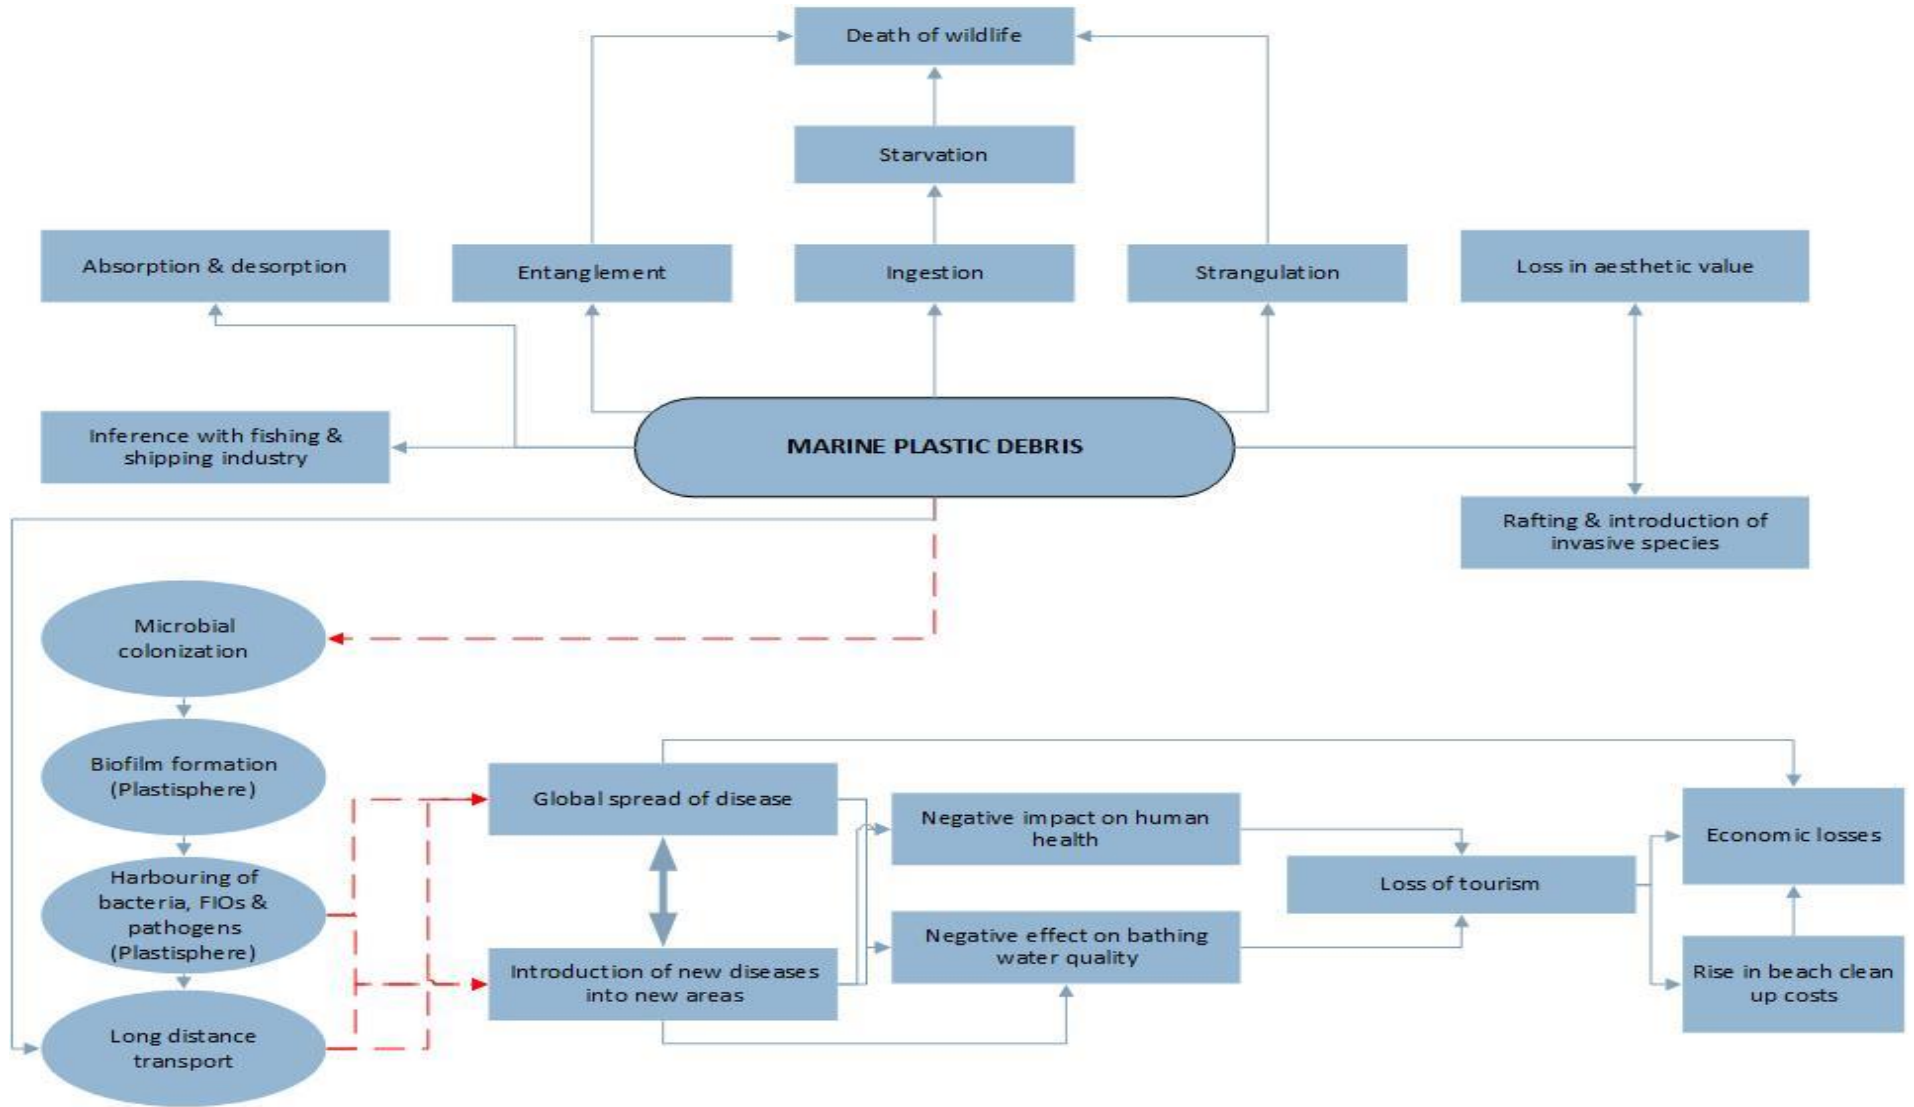 Death of wildlife
Starvation
Absorption & desorption
Entanglement
Ingestion
Strangulation
Loss in aesthetic value
Inference with fishing &
shipping industry
MARINE PLASTIC DEBRIS
Rafting & introduction of
invasive species
Microbial
colonization
Biofilm formation
(Plastisphere)
Harbouring of
bacteria, FIOs &
pathogens
(Plastisphere)
Long distance
transport
Global spread of disease
Introduction of new diseases
into new areas
Negative impact on human
health
Negative effect on bathing
water quality
Loss of tourism
Economic losses
Rise in beach clean
up costs